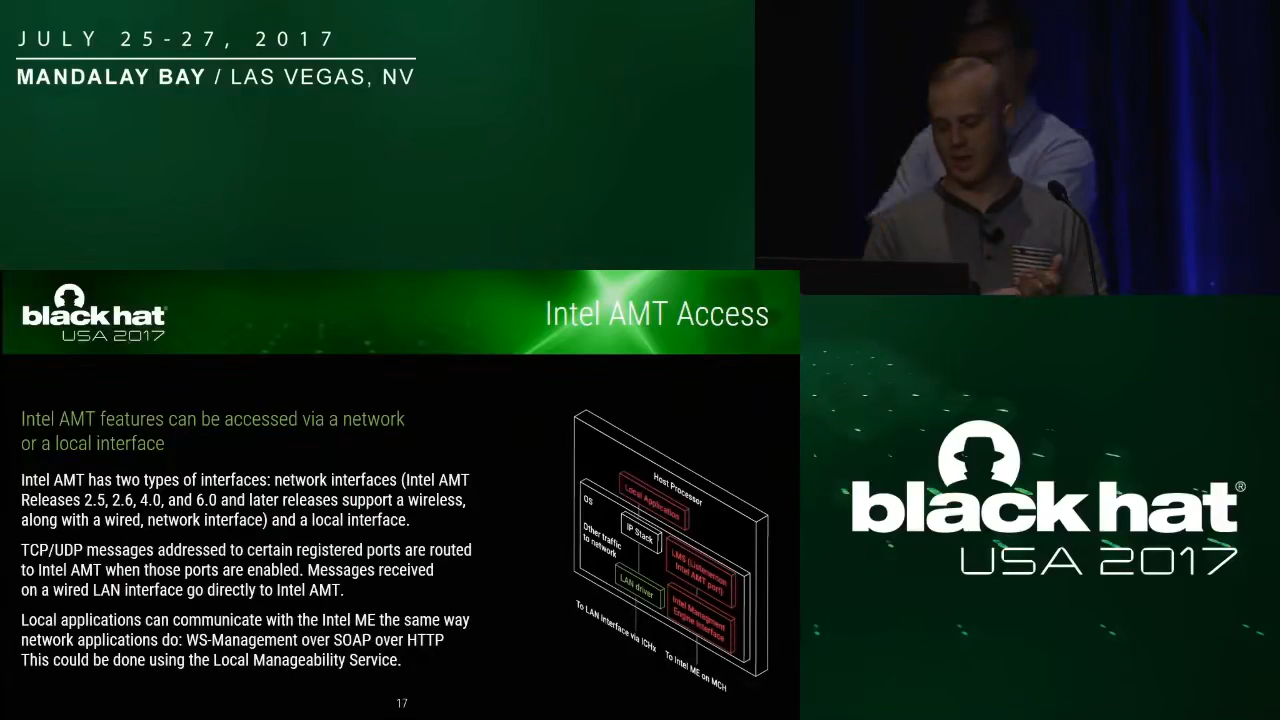 JULY 25-27, 2017
MANDALAY BAY / LAS VEGAS, NV
black hat
USA 2017
Intel AMT Access
Intel AMT features can be accessed via a network
or a local interface
Intel AMT has two types of interfaces: network interfaces (Intel AMT
Releases 2.5, 2.6, 4.0, and 6.0 and later releases support a wireless,
along with a wired, network interface) and a local interface.
TCP/UDP messages addressed to certain registered ports are routed
to Intel AMT when those ports are enabled. Messages received
on a wired LAN interface go directly to Intel AMT.
Local applications can communicate with the Intel ME the same way
network applications do: WS-Management over SOAP over HTTP
This could be done using the Local Manageability Service.
Host Processor
Local Application
OS
IP Stack
Other traffic
to network
LMS (Listeneron
Intel AMT port)
LAN driver
Intel Managment
Engine Interface
To LAN Interface via ICHx
To Intel ME on MCH
17
black hat®
USA 2017